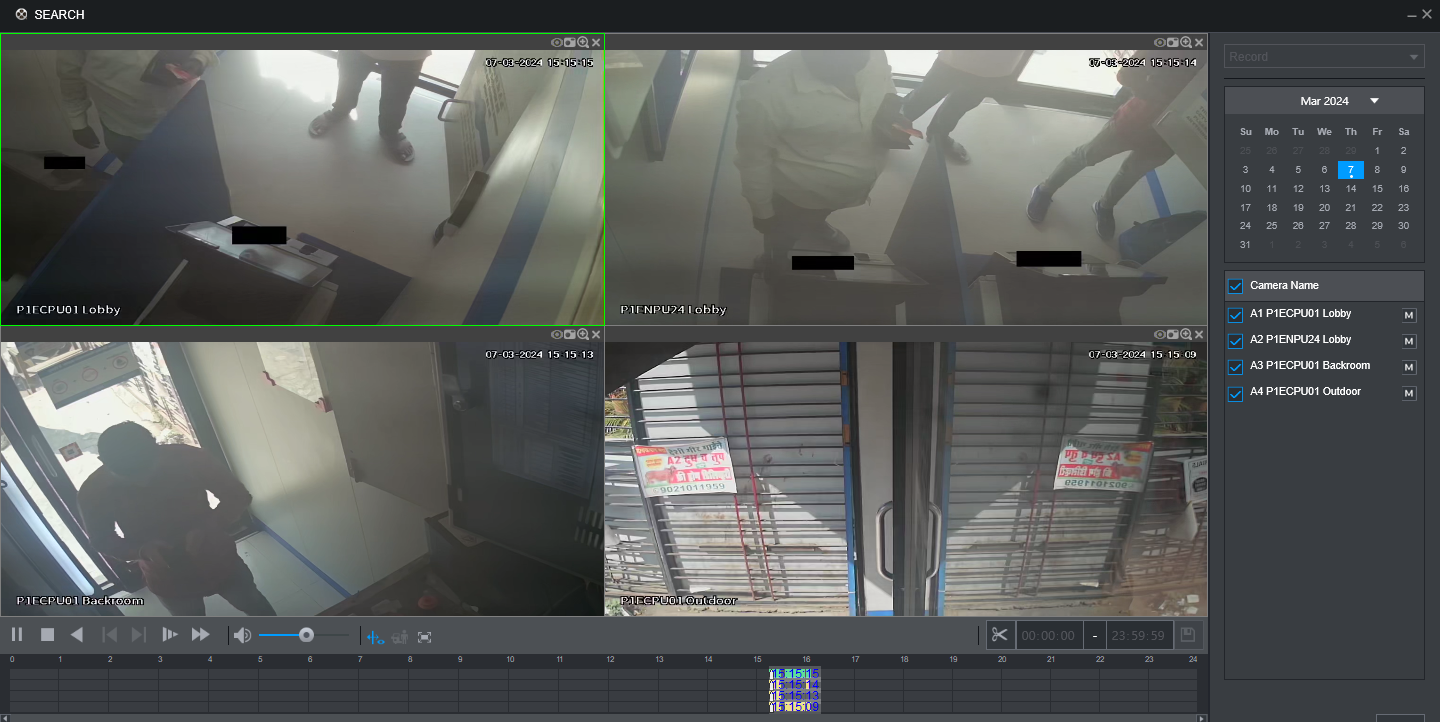 SEARCH
07-03-2024 15:15:15
P1ECPU01 Lobby
07-03-2024 15:15:14
P1ENPU24 Lobby
07-03-2024 15:15:13
P1ECPU01 Backroom
07-03-2024 15:15:09
A2 दुध व तुप
9021011959
9021011959
P1ECPU01 Outdoor
Record
Mar 2024
Su Mo Tu We Th Fr Sa
25 26 27 28 29 1 2
3 4 5 6 7 8 9
10 11 12 13 14 15 16
17 18 19 20 21 22 23
24 25 26 27 28 29 30
31 1 2 3 4 5 6
Camera Name
A1 P1ECPU01 Lobby M
A2 P1ENPU24 Lobby M
A3 P1ECPU01 Backroom M
A4 P1ECPU01 Outdoor M
00:00:00 - 23:59:59
0 1 2 3 4 5 6 7 8 9 10 11 12 13 14 15 16 17 18 19 20 21 22 23 24
15:15:15
15:15:14
15:15:13
15:15:09